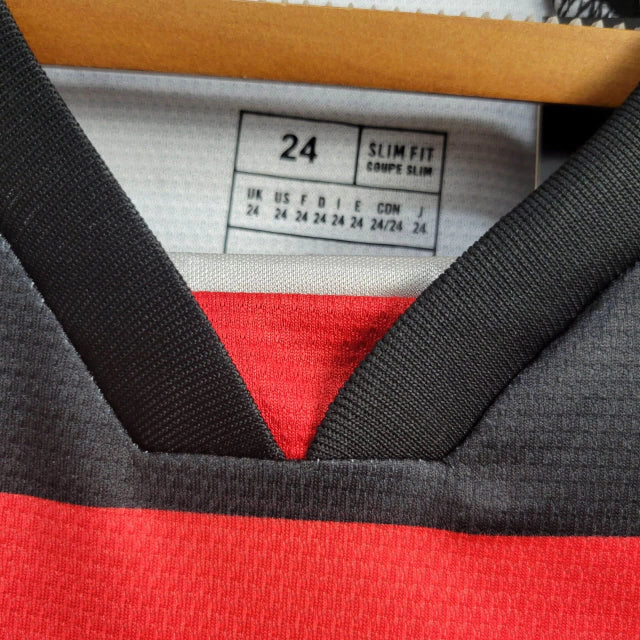 24
SLIM FIT
COUPE SLIM
UK US F D I E CDN J
24 24 24 24 24 24 24/24 24